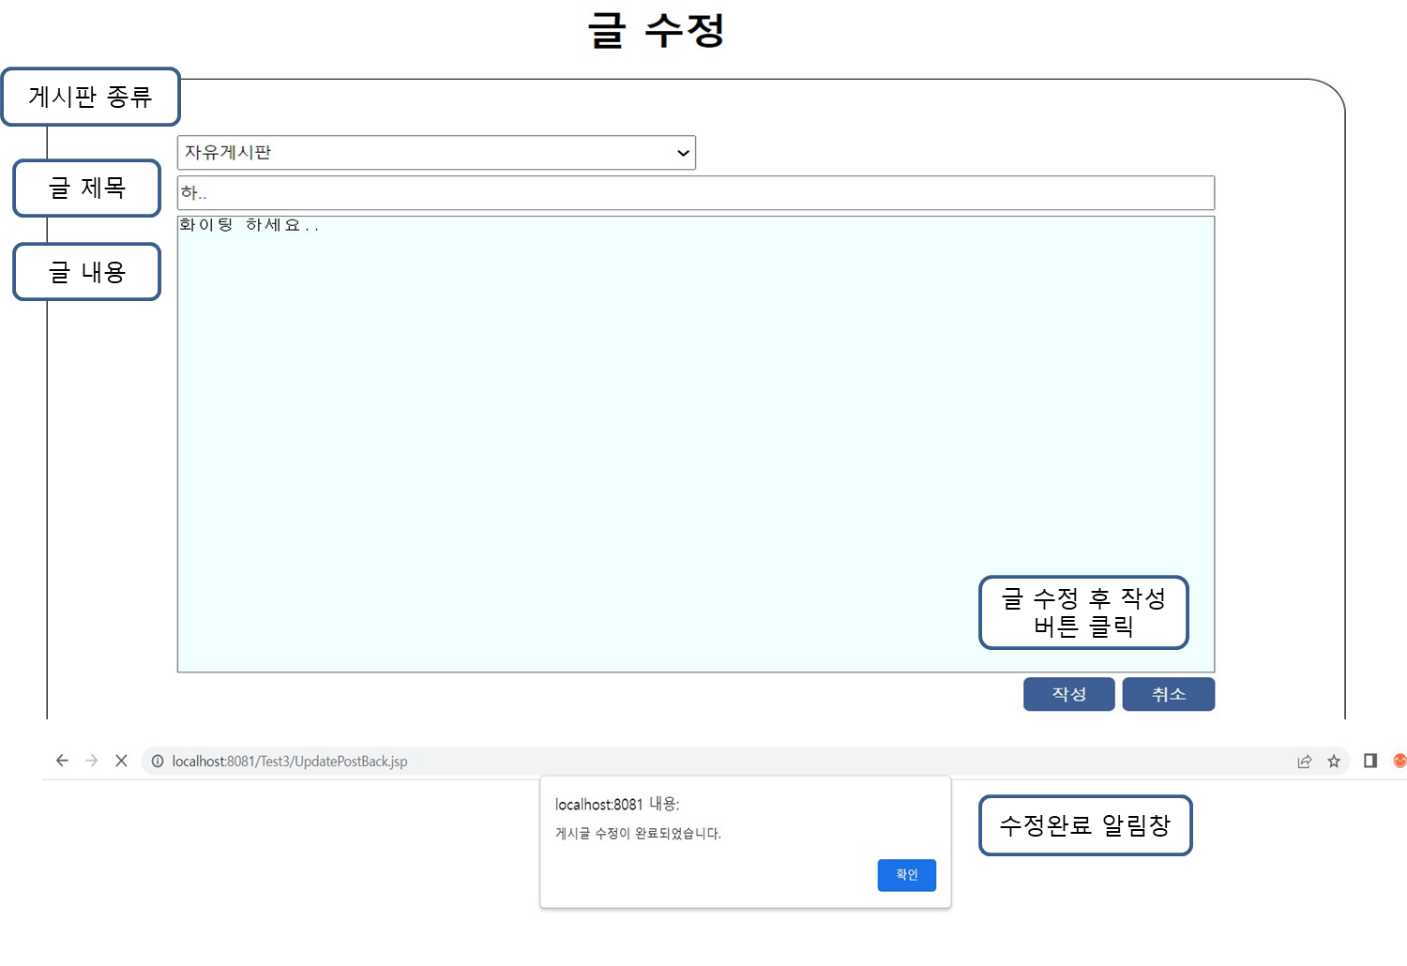 글 수정
게시판 종류
자유게시판
글 제목
하..
화이팅 하세요..
글 내용
글 수정 후 작성
버튼 클릭
작성 취소
localhost:8081/Test3/UpdatePostBack.jsp
localhost:8081 내용:
게시글 수정이 완료되었습니다.
수정완료 알림창
확인